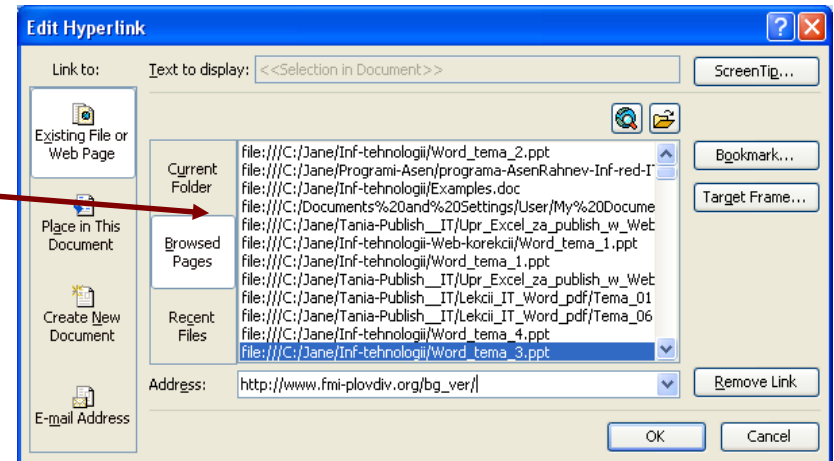 Edit Hyperlink
Link to:
Text to display: <<Selection in Document>>
ScreenTip...
Existing File or
Web Page
Place in This
Document
Create New
Document
E-mail Address
Current
Folder
Browsed
Pages
Recent
Files
file:///C:/Jane/Inf-tehnologii/Word_tema_2.ppt
file:///C:/Jane/Programi-Asen/programa-AsenRahnev-Inf-red-I
file:///C:/Jane/Inf-tehnologii/Examples.doc
file:///C:/Documents%20and%20Settings/User/My%20Docume
file:///C:/Jane/Tania-Publish__IT/Upr_Excel_za_publish_w_Web
file:///C:/Jane/Inf-tehnologii-Web-korekcii/Word_tema_1.ppt
file:///C:/Jane/Inf-tehnologii/Word_tema_1.ppt
file:///C:/Jane/Tania-Publish__IT/Upr_Excel_za_publish_w_Web
file:///C:/Jane/Tania-Publish__IT/Lekcii_IT_Word_pdf/Tema_01
file:///C:/Jane/Tania-Publish__IT/Lekcii_IT_Word_pdf/Tema_06
file:///C:/Jane/Inf-tehnologii/Word_tema_4.ppt
file:///C:/Jane/Inf-tehnologii/Word_tema_3.ppt
Bookmark...
Target Frame...
Address: http://www.fmi-plovdiv.org/bg_ver/
Remove Link
OK
Cancel